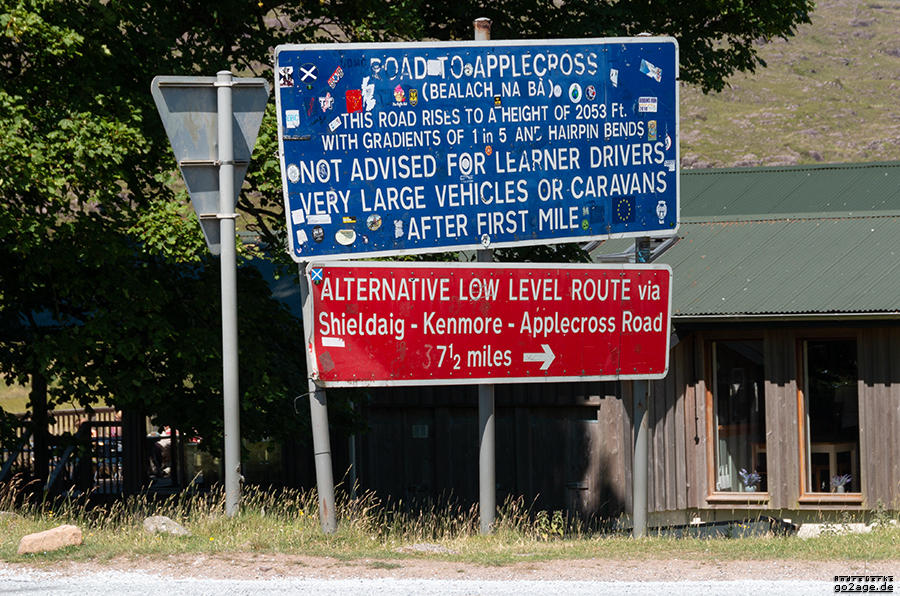 ROAD TO APPLECROSS
(BEALACH NA BÀ)
THIS ROAD RISES TO A HEIGHT OF 2053 Ft.
WITH GRADIENTS OF 1 in 5 AND HAIRPIN BENDS
NOT ADVISED FOR LEARNER DRIVERS
VERY LARGE VEHICLES OR CARAVANS
AFTER FIRST MILE
ALTERNATIVE LOW LEVEL ROUTE via
Shieldaig - Kenmore - Applecross Road
37½ miles
go2age.de